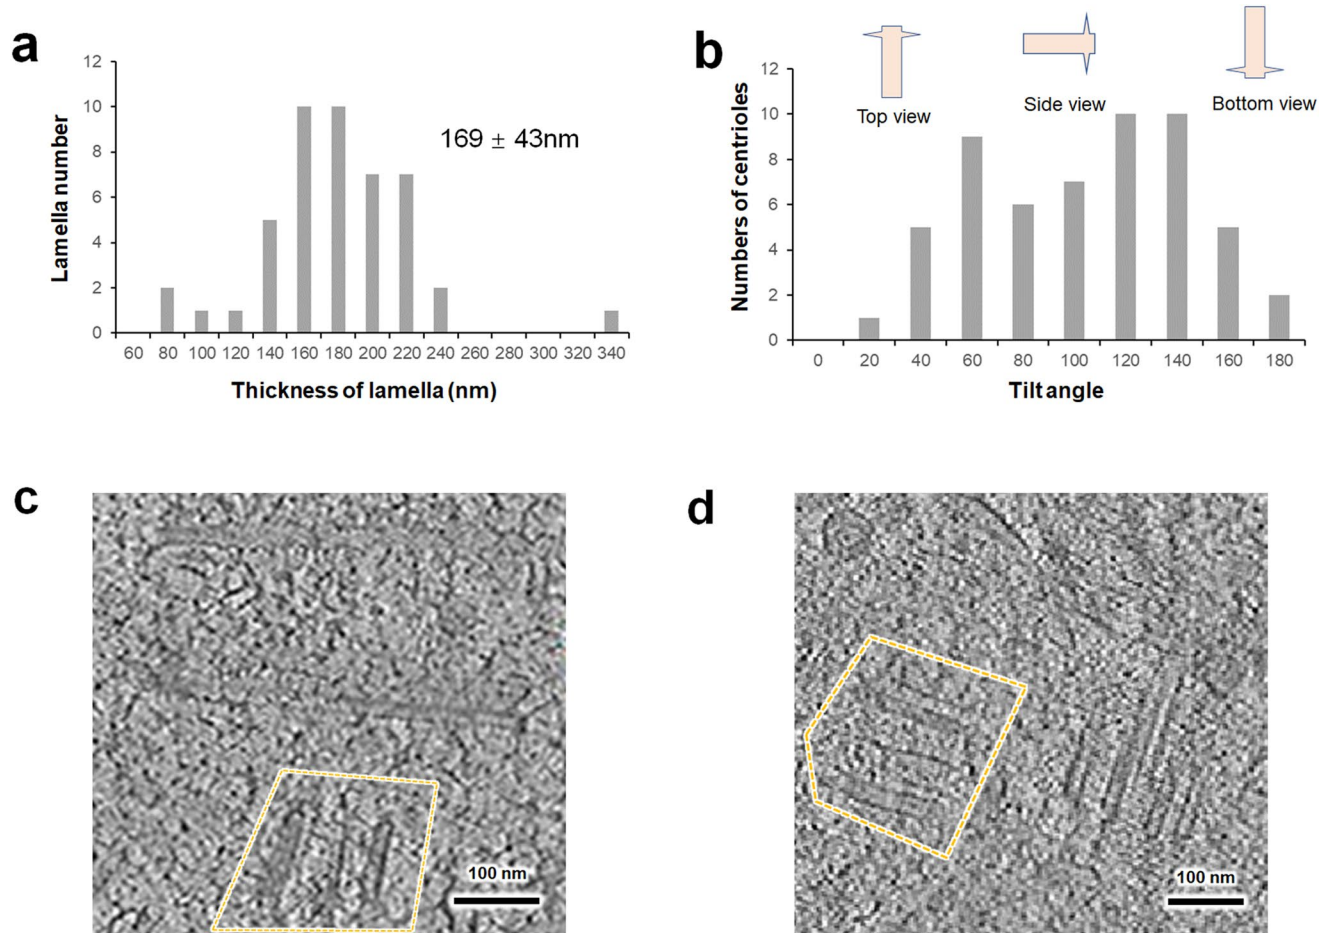 a
12
10
8
6
4
2
0
Lamella number
169 ± 43nm
60 80 100 120 140 160 180 200 220 240 260 280 300 320 340
Thickness of lamella (nm)
b
Top view
Side view
Bottom view
12
10
8
6
4
2
0
Numbers of centrioles
0 20 40 60 80 100 120 140 160 180
Tilt angle
c
100 nm
d
100 nm